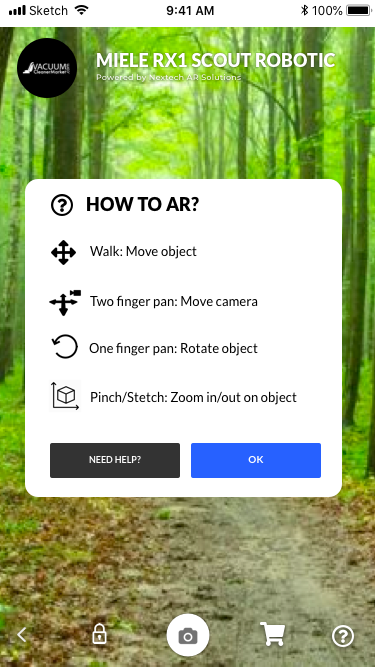 Sketch 9:41 AM 100%
VACUUM
CleanerMarket
MIELE RX1 SCOUT ROBOTIC
Powered by Nextech AR Solutions
HOW TO AR?
Walk: Move object
Two finger pan: Move camera
One finger pan: Rotate object
Pinch/Stetch: Zoom in/out on object
NEED HELP?
OK